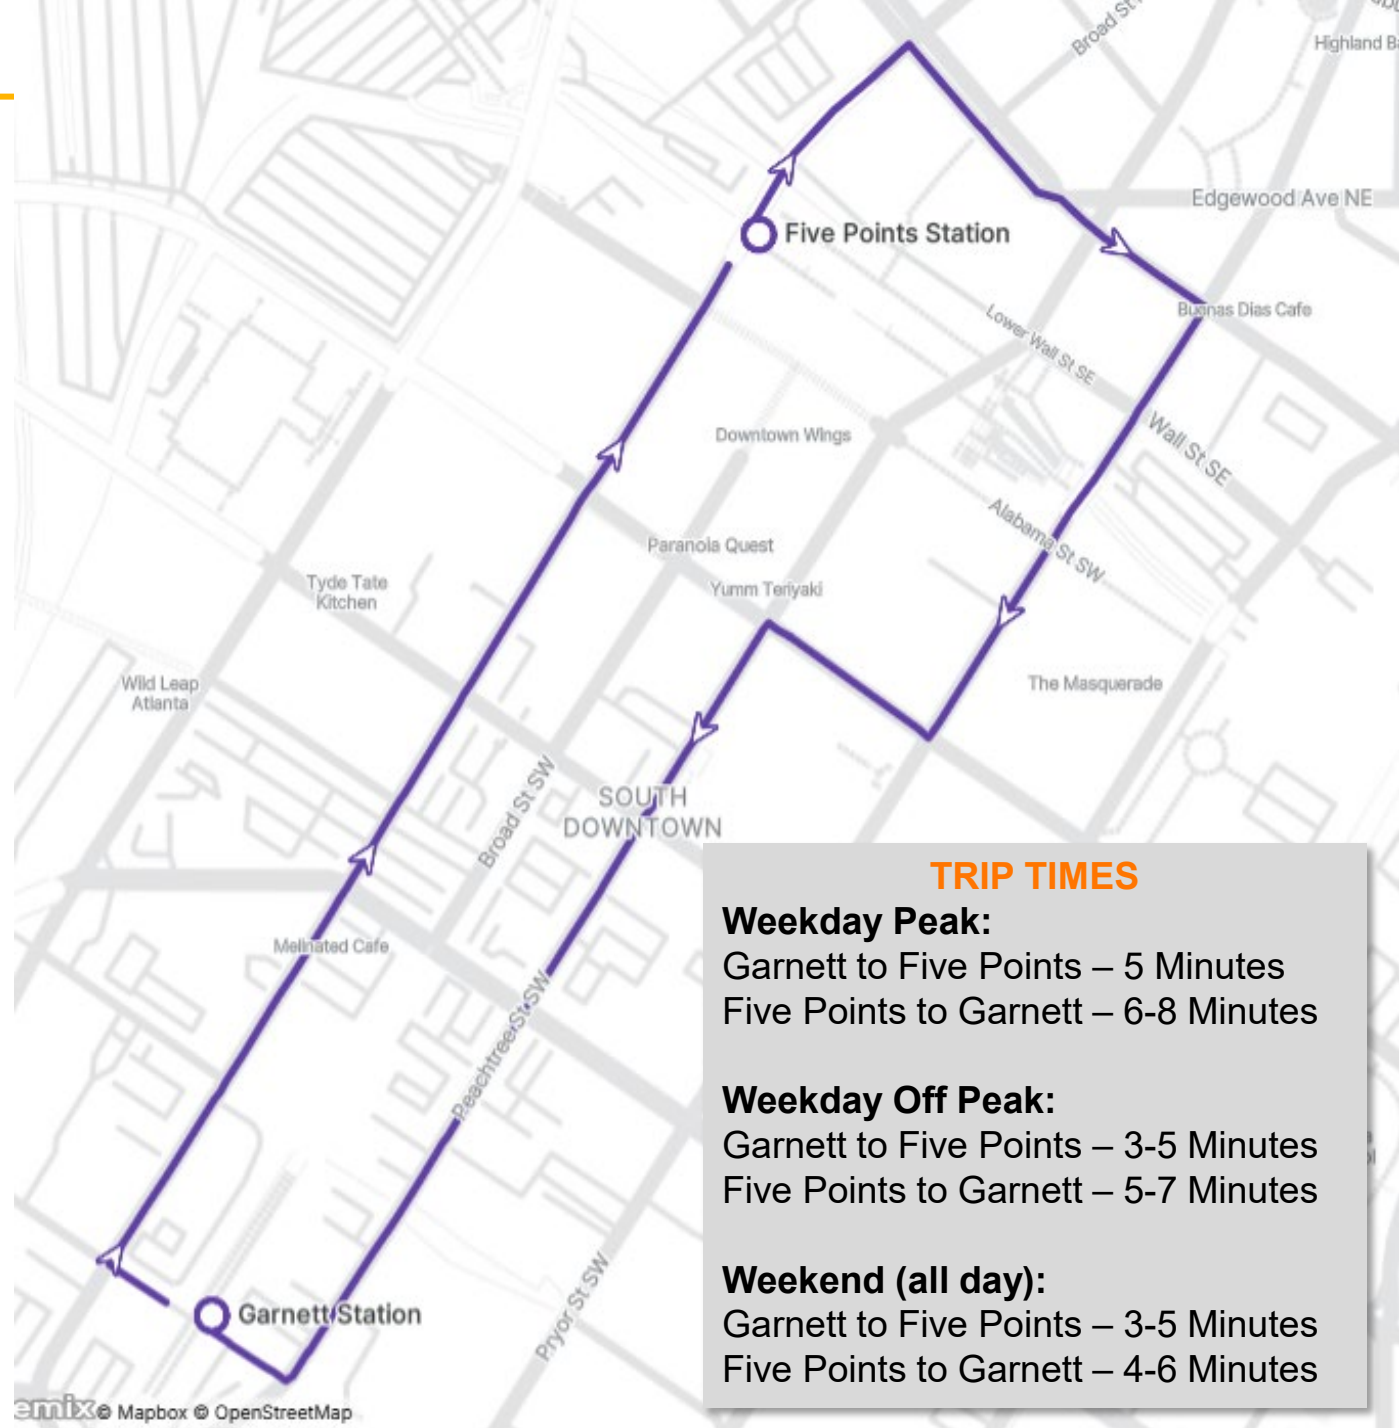 Broad St
Highland B
Edgewood Ave NE
Five Points Station
Buenas Dias Cafe
Lower Wall St SE
Downtown Wings
Wall St SE
Alabama St SW
Paranoia Quest
Tyde Tate
Kitchen
Yumm Teriyaki
Wild Leap
Atlanta
The Masquerade
Broad St SW
SOUTH
DOWNTOWN
Melinated Cafe
Peachtree St SW
Garnett Station
Pryor St SW
TRIP TIMES
Weekday Peak:
Garnett to Five Points – 5 Minutes
Five Points to Garnett – 6-8 Minutes
Weekday Off Peak:
Garnett to Five Points – 3-5 Minutes
Five Points to Garnett – 5-7 Minutes
Weekend (all day):
Garnett to Five Points – 3-5 Minutes
Five Points to Garnett – 4-6 Minutes
emix © Mapbox © OpenStreetMap